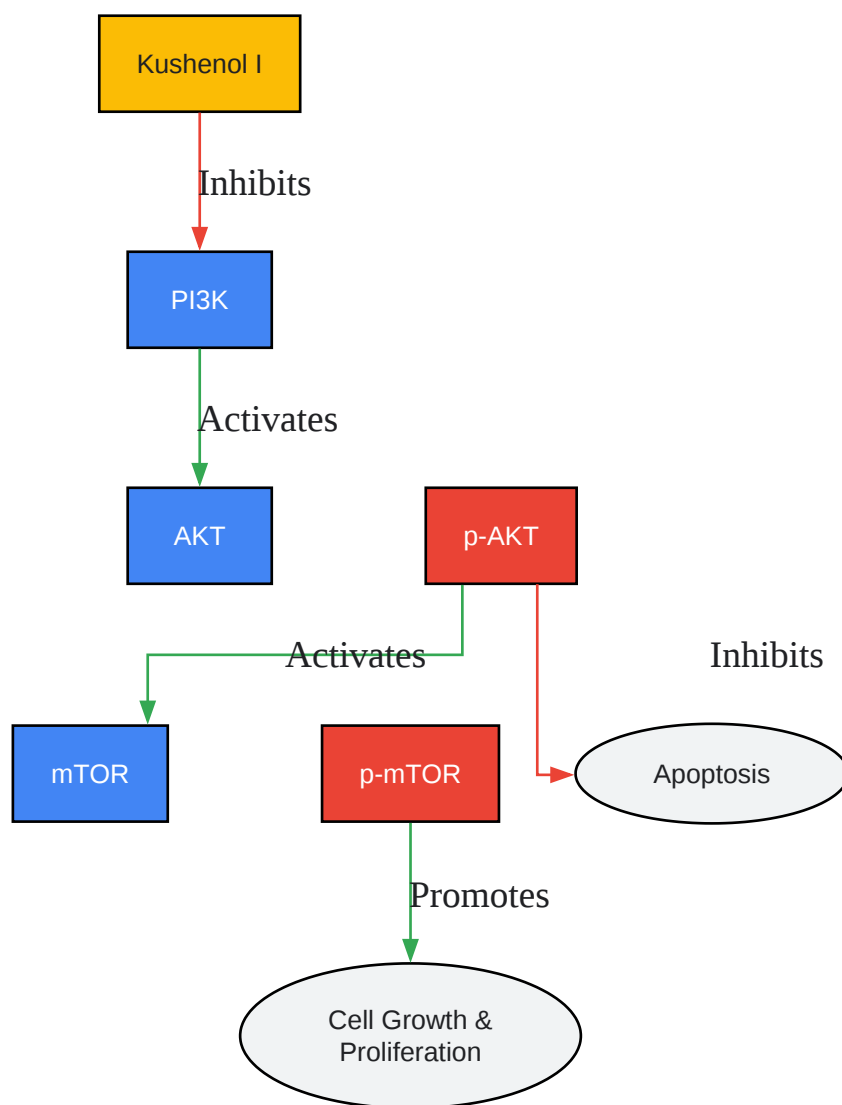 Kushenol I
Inhibits
PI3K
Activates
AKT
p-AKT
Activates
Inhibits
mTOR
p-mTOR
Apoptosis
Promotes
Cell Growth &
Proliferation